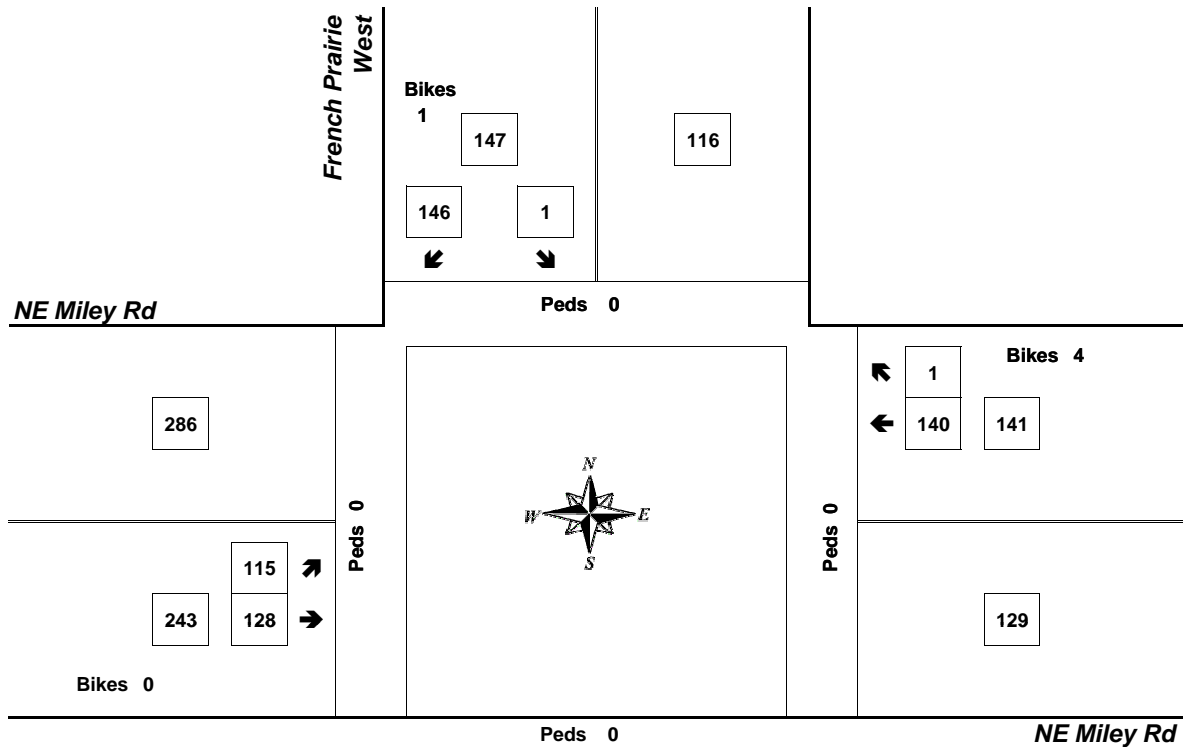 French Prairie
West
Bikes
1
147
116
146
1
Peds 0
NE Miley Rd
Bikes 4
1
286
140
141
N
W
E
S
Peds 0
Peds 0
115
243
128
129
Bikes 0
Peds 0
NE Miley Rd